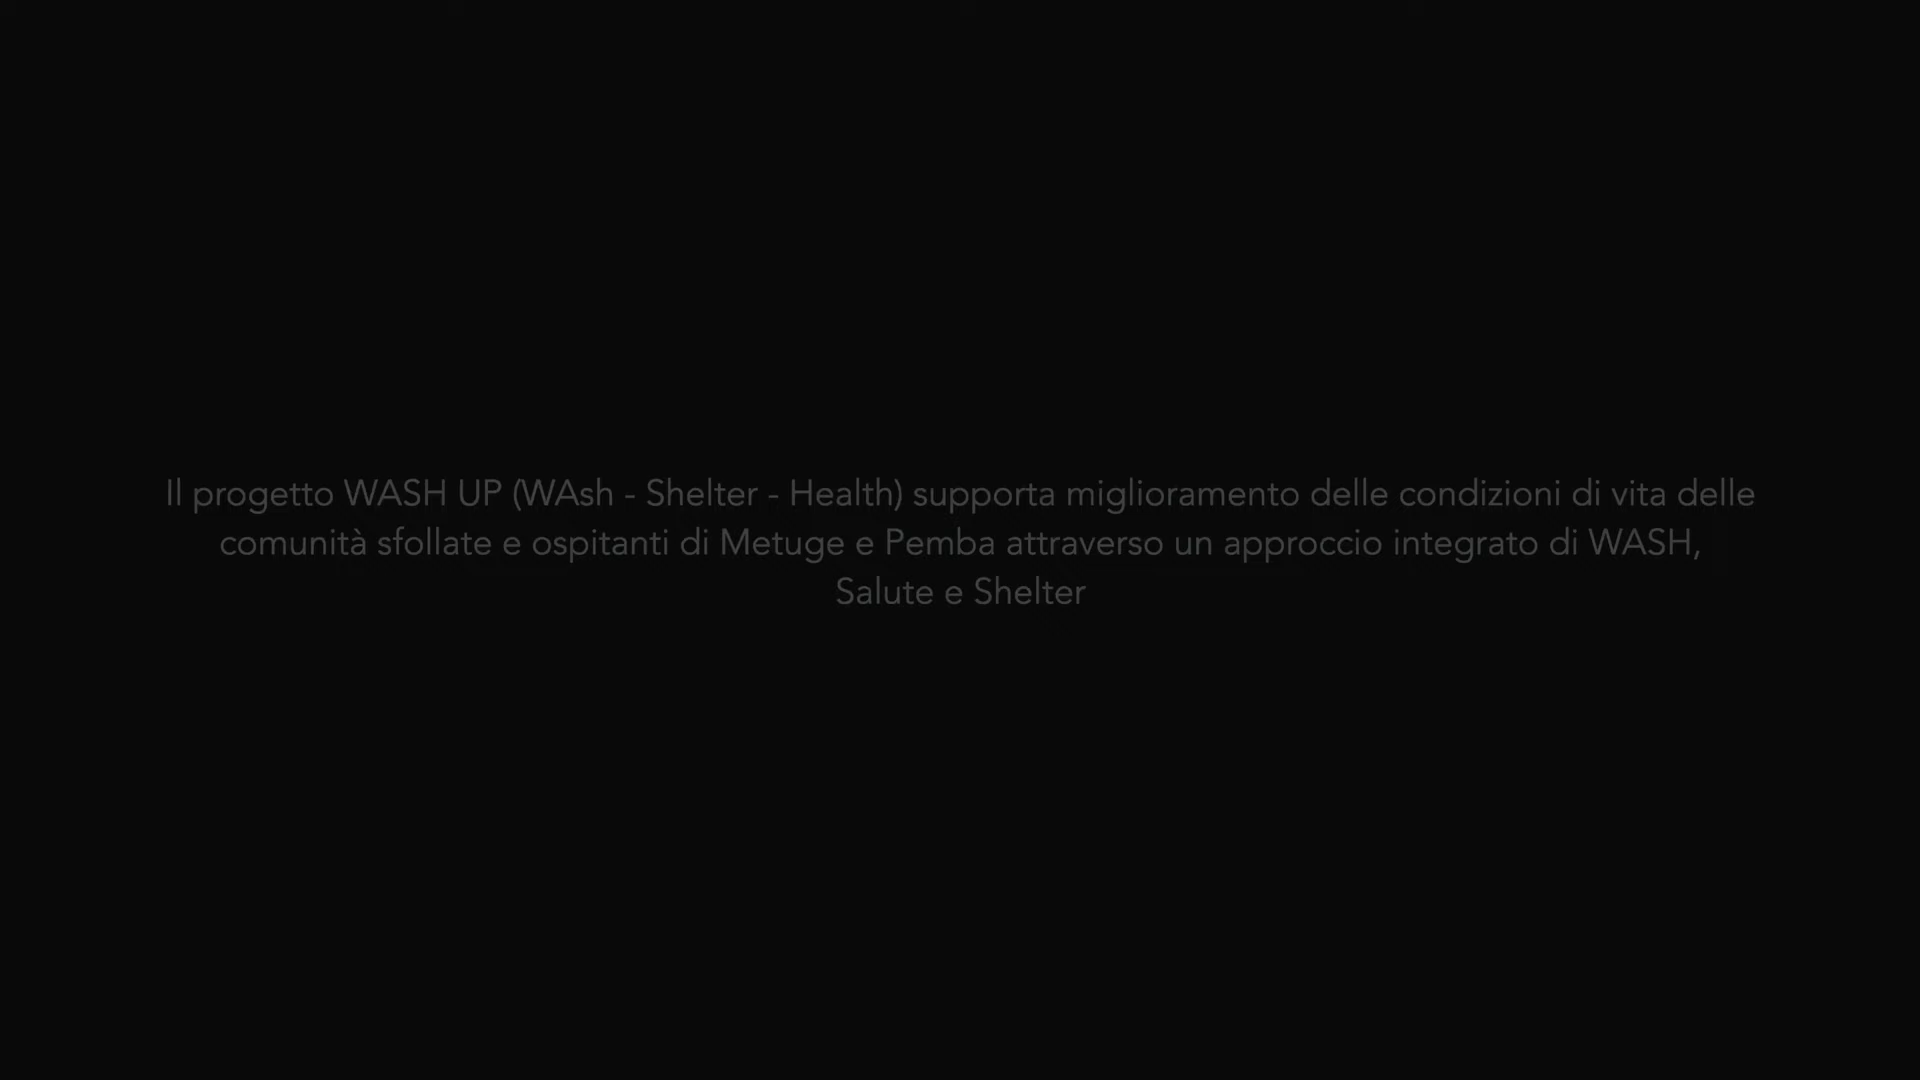 Il progetto WASH UP (WAsh - Shelter - Health) supporta miglioramento delle condizioni di vita delle
comunità sfollate e ospitanti di Metuge e Pemba attraverso un approccio integrato di WASH,
Salute e Shelter